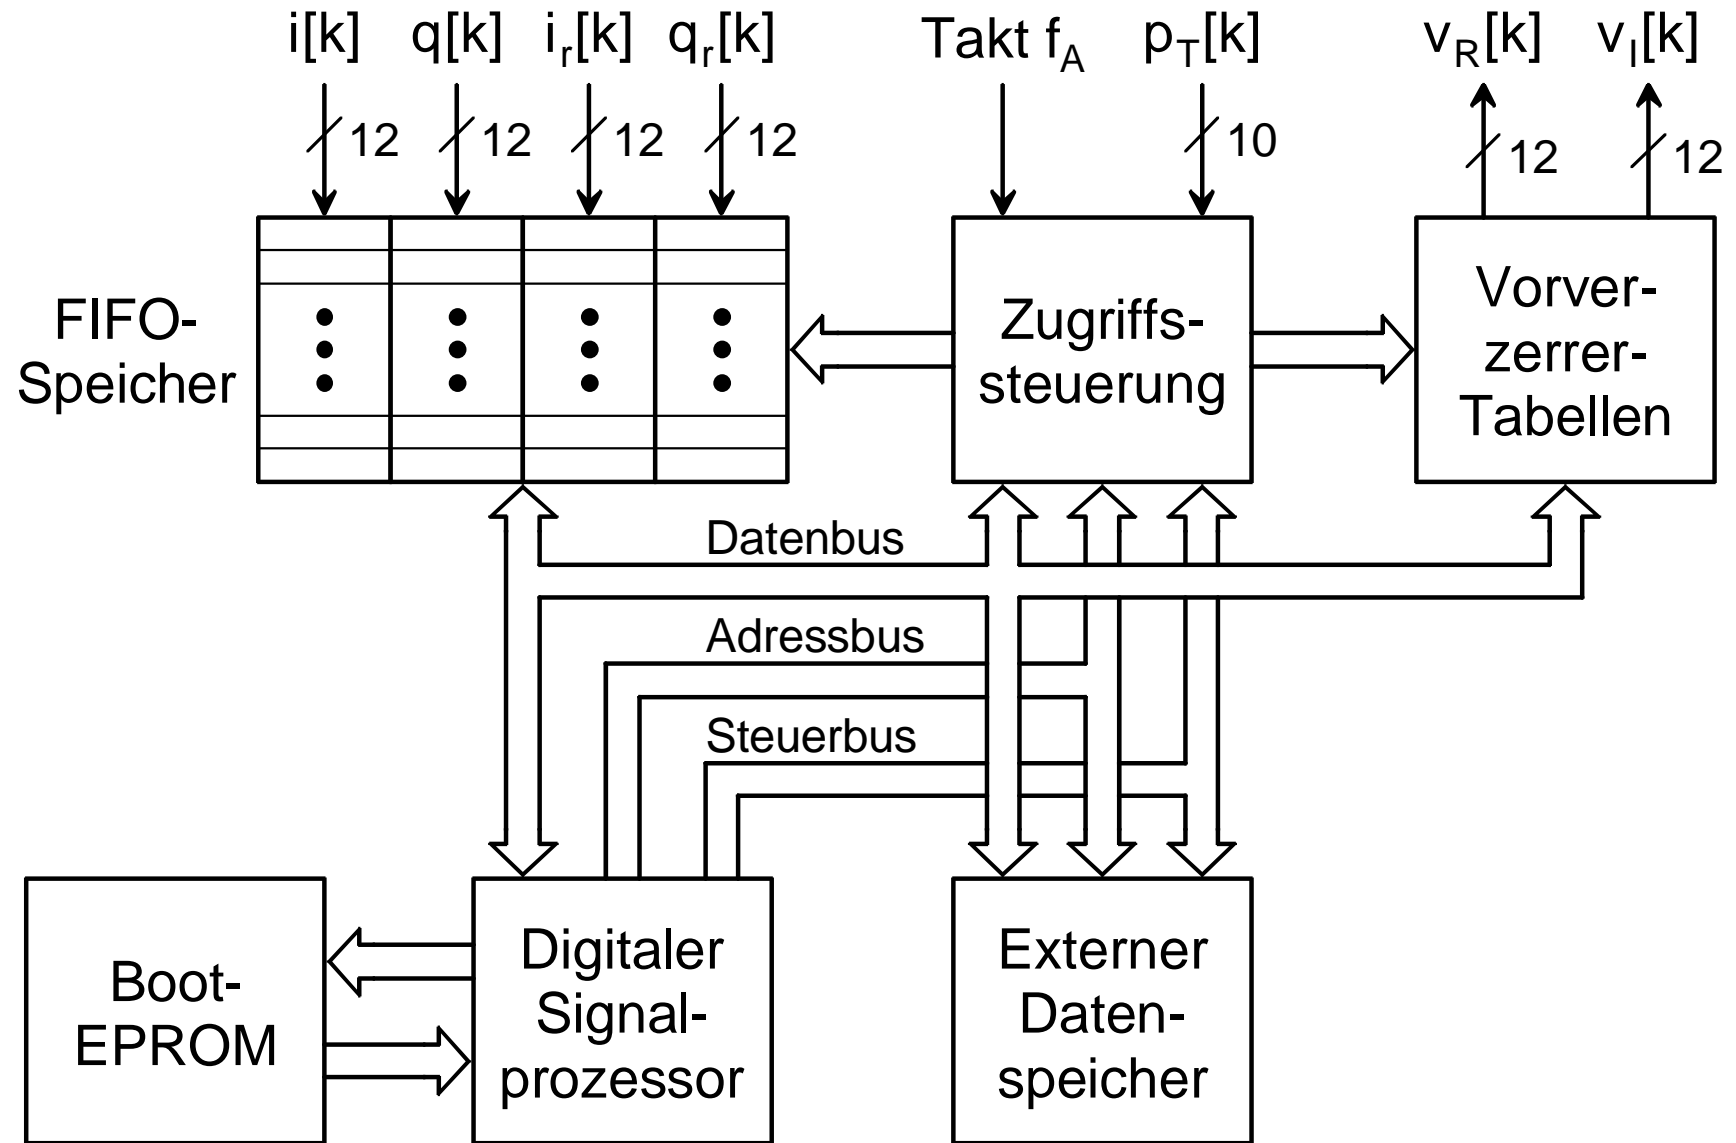 i[k] q[k] i_r[k] q_r[k] Takt f_A p_T[k] v_R[k] v_I[k]
12 12 12 12 10 12 12
FIFO-
Speicher
Zugriffs-
steuerung
Vorver-
zerrer-
Tabellen
Datenbus
Adressbus
Steuerbus
Boot-
EPROM
Digitaler
Signal-
prozessor
Externer
Daten-
speicher